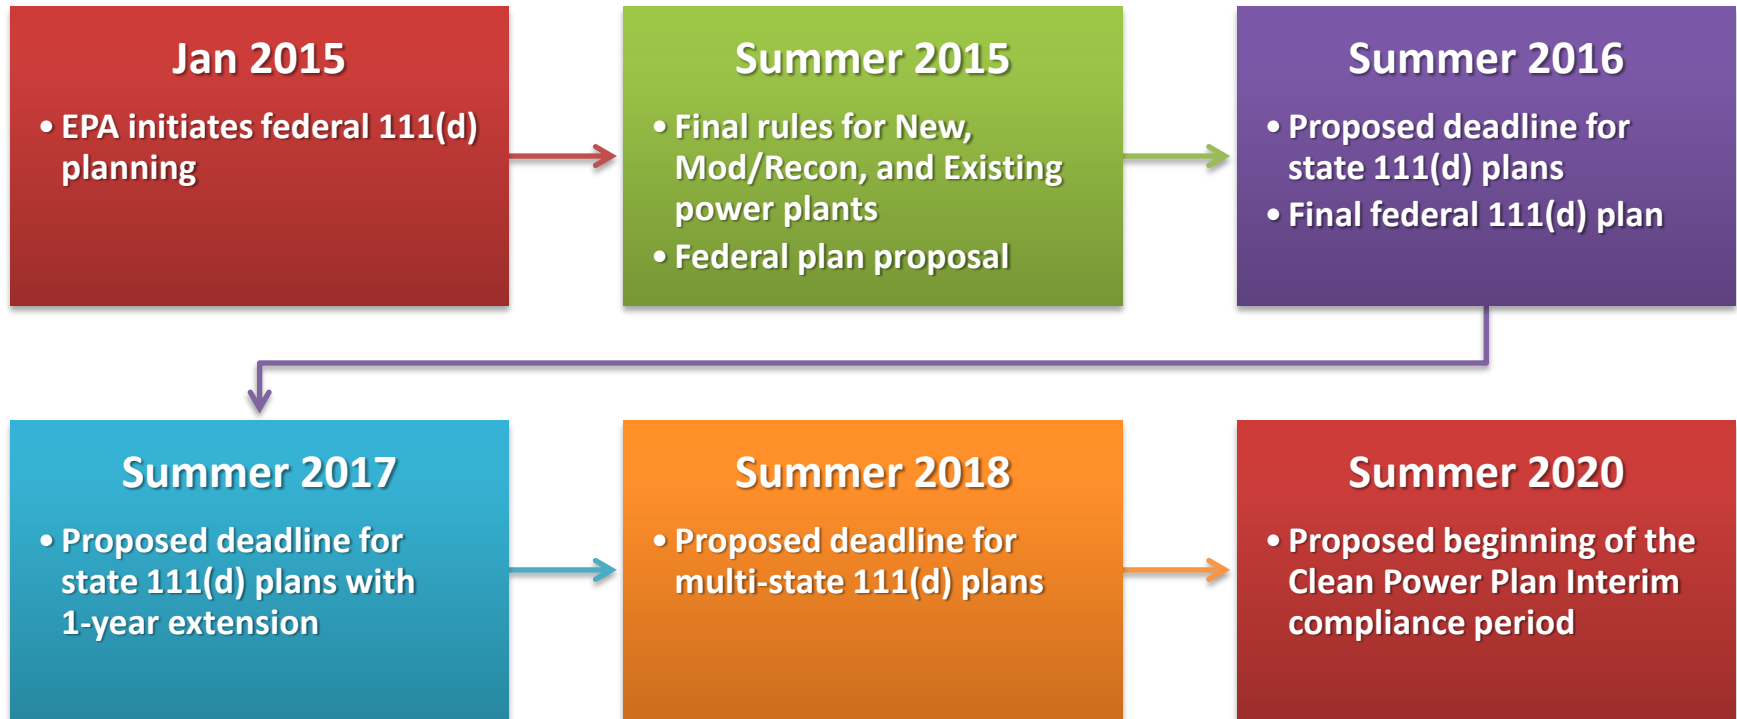 Jan 2015
• EPA initiates federal 111(d)
planning
Summer 2015
• Final rules for New,
Mod/Recon, and Existing
power plants
• Federal plan proposal
Summer 2016
• Proposed deadline for
state 111(d) plans
• Final federal 111(d) plan
Summer 2017
• Proposed deadline for
state 111(d) plans with
1-year extension
Summer 2018
• Proposed deadline for
multi-state 111(d) plans
Summer 2020
• Proposed beginning of the
Clean Power Plan Interim
compliance period